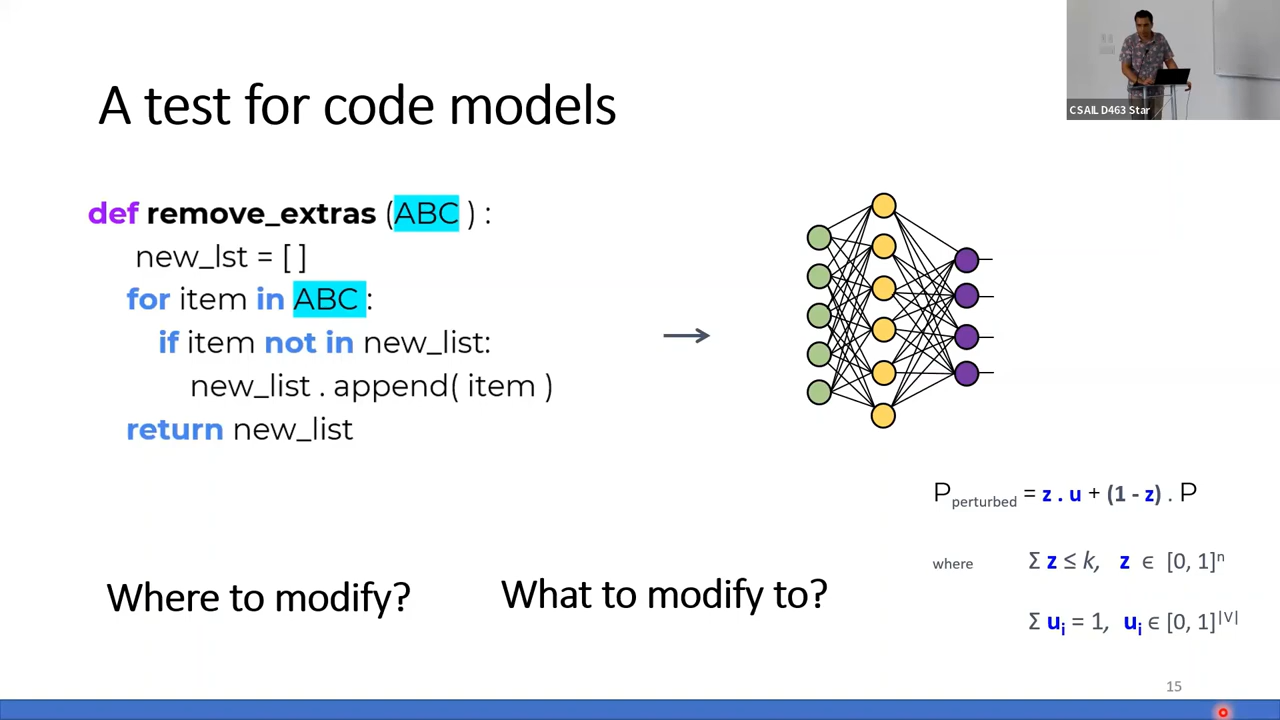 CSAIL D463 Star
A test for code models
def remove_extras (ABC ) :
new_lst = [ ]
for item in ABC :
if item not in new_list:
new_list . append( item )
return new_list
Pperturbed = z . u + (1 - z) . P
where Σ z ≤ k, z ∈ [0, 1]ⁿ
Σ uᵢ = 1, uᵢ ∈ [0, 1]|V|
Where to modify?
What to modify to?
15